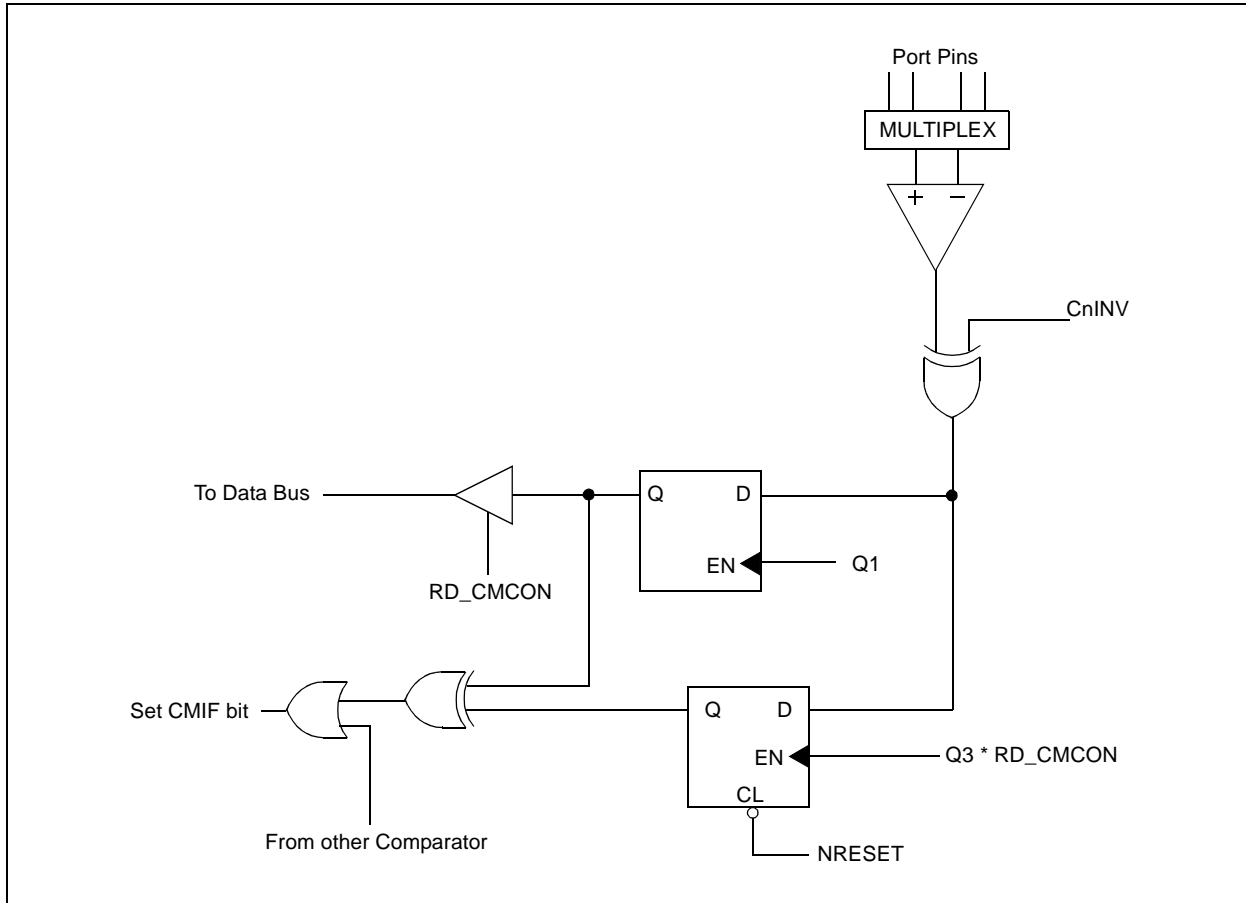 Port Pins
MULTIPLEX
+ −
CnINV
To Data Bus
Q D
EN
Q1
RD_CMCON
Set CMIF bit
Q D
EN
Q3 * RD_CMCON
CL
From other Comparator
NRESET